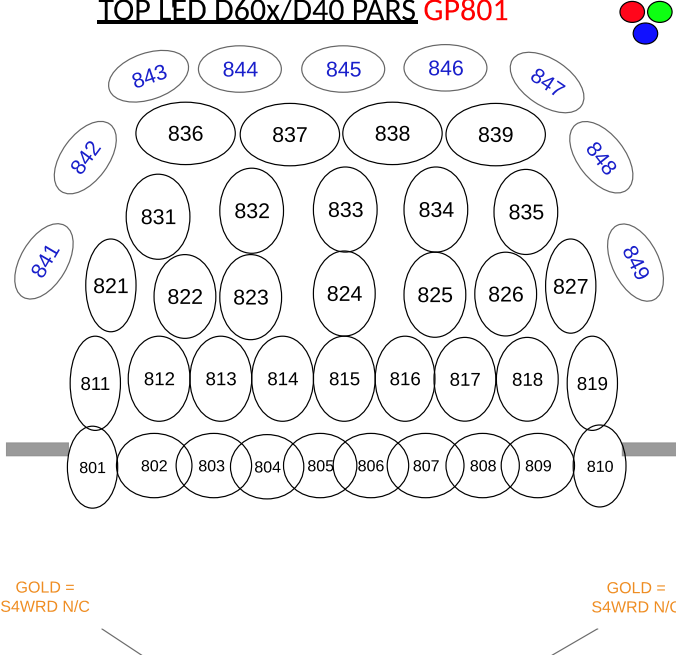 TOP LED D60x/D40 PARS GP801
843 844 845 846 847
836 837 838 839
842 848
831 832 833 834 835
841 849
821 822 823 824 825 826 827
811 812 813 814 815 816 817 818 819
801 802 803 804 805 806 807 808 809 810
GOLD = GOLD =
S4WRD N/C S4WRD N/C